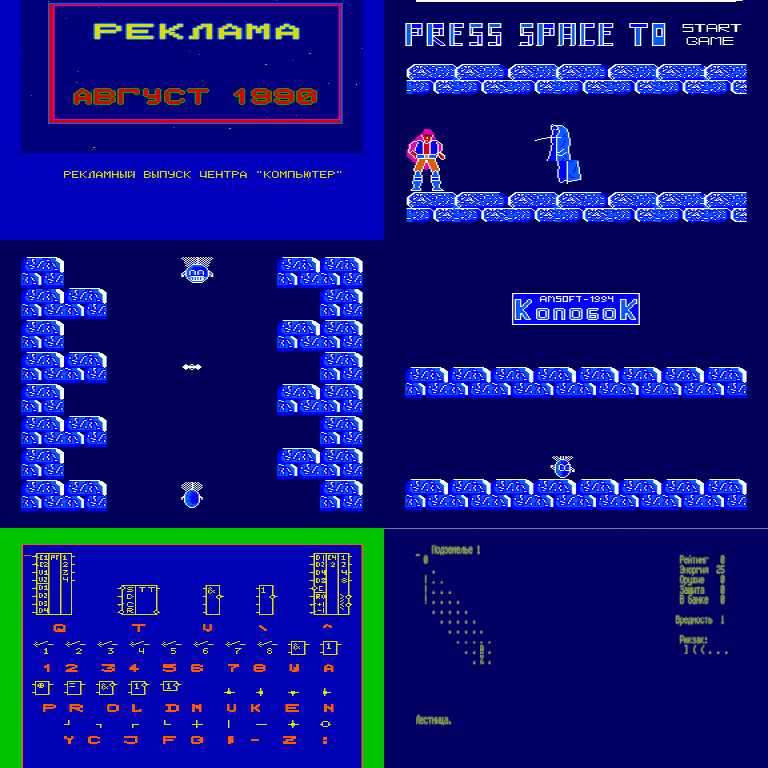 РЕКЛАМА
АВГУСТ 1990
РЕКЛАМНЫЙ ВЫПУСК ЦЕНТРА "КОМПЬЮТЕР"
PRESS SPACE TO START GAME
AMSOFT-1994
КолобоК
Q T V \ ^
1 2 3 4 5 6 7 8
1 2 3 4 5 6 7 8 W A
P R O L D M U K E N
Y C J F G - Z :
Подземелье 1
Рейтинг 0
Энергия 25
Оружие 0
Защита 0
В банке 0
Вредность 1
Рюкзак:
] ( ( . . .
Лестница.